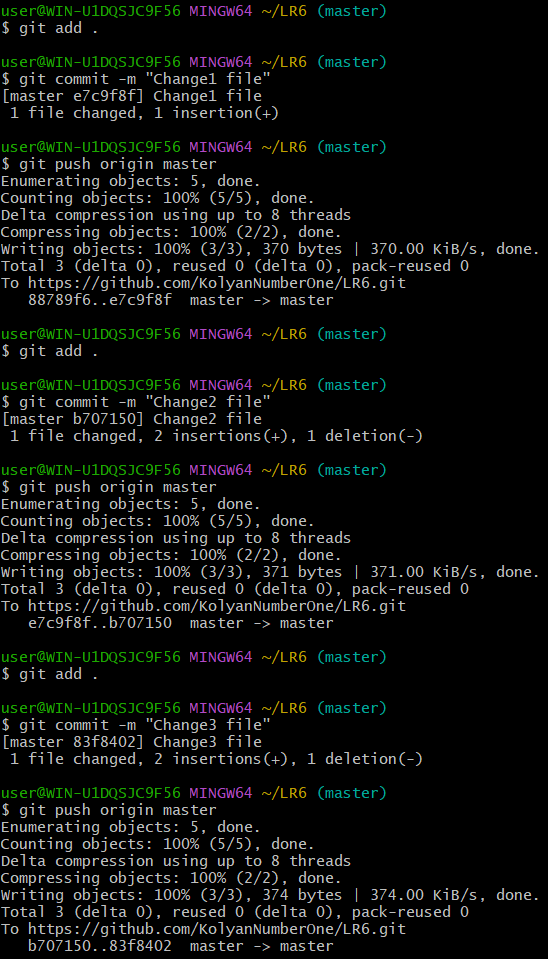 user@WIN-U1DQSJC9F56 MINGW64 ~/LR6 (master)
$ git add .
user@WIN-U1DQSJC9F56 MINGW64 ~/LR6 (master)
$ git commit -m "Change1 file"
[master e7c9f8f] Change1 file
 1 file changed, 1 insertion(+)
user@WIN-U1DQSJC9F56 MINGW64 ~/LR6 (master)
$ git push origin master
Enumerating objects: 5, done.
Counting objects: 100% (5/5), done.
Delta compression using up to 8 threads
Compressing objects: 100% (2/2), done.
Writing objects: 100% (3/3), 370 bytes | 370.00 KiB/s, done.
Total 3 (delta 0), reused 0 (delta 0), pack-reused 0
To https://github.com/KolyanNumberOne/LR6.git
   88789f6..e7c9f8f  master -> master
user@WIN-U1DQSJC9F56 MINGW64 ~/LR6 (master)
$ git add .
user@WIN-U1DQSJC9F56 MINGW64 ~/LR6 (master)
$ git commit -m "Change2 file"
[master b707150] Change2 file
 1 file changed, 2 insertions(+), 1 deletion(-)
user@WIN-U1DQSJC9F56 MINGW64 ~/LR6 (master)
$ git push origin master
Enumerating objects: 5, done.
Counting objects: 100% (5/5), done.
Delta compression using up to 8 threads
Compressing objects: 100% (2/2), done.
Writing objects: 100% (3/3), 371 bytes | 371.00 KiB/s, done.
Total 3 (delta 0), reused 0 (delta 0), pack-reused 0
To https://github.com/KolyanNumberOne/LR6.git
   e7c9f8f..b707150  master -> master
user@WIN-U1DQSJC9F56 MINGW64 ~/LR6 (master)
$ git add .
user@WIN-U1DQSJC9F56 MINGW64 ~/LR6 (master)
$ git commit -m "Change3 file"
[master 83f8402] Change3 file
 1 file changed, 2 insertions(+), 1 deletion(-)
user@WIN-U1DQSJC9F56 MINGW64 ~/LR6 (master)
$ git push origin master
Enumerating objects: 5, done.
Counting objects: 100% (5/5), done.
Delta compression using up to 8 threads
Compressing objects: 100% (2/2), done.
Writing objects: 100% (3/3), 374 bytes | 374.00 KiB/s, done.
Total 3 (delta 0), reused 0 (delta 0), pack-reused 0
To https://github.com/KolyanNumberOne/LR6.git
   b707150..83f8402  master -> master